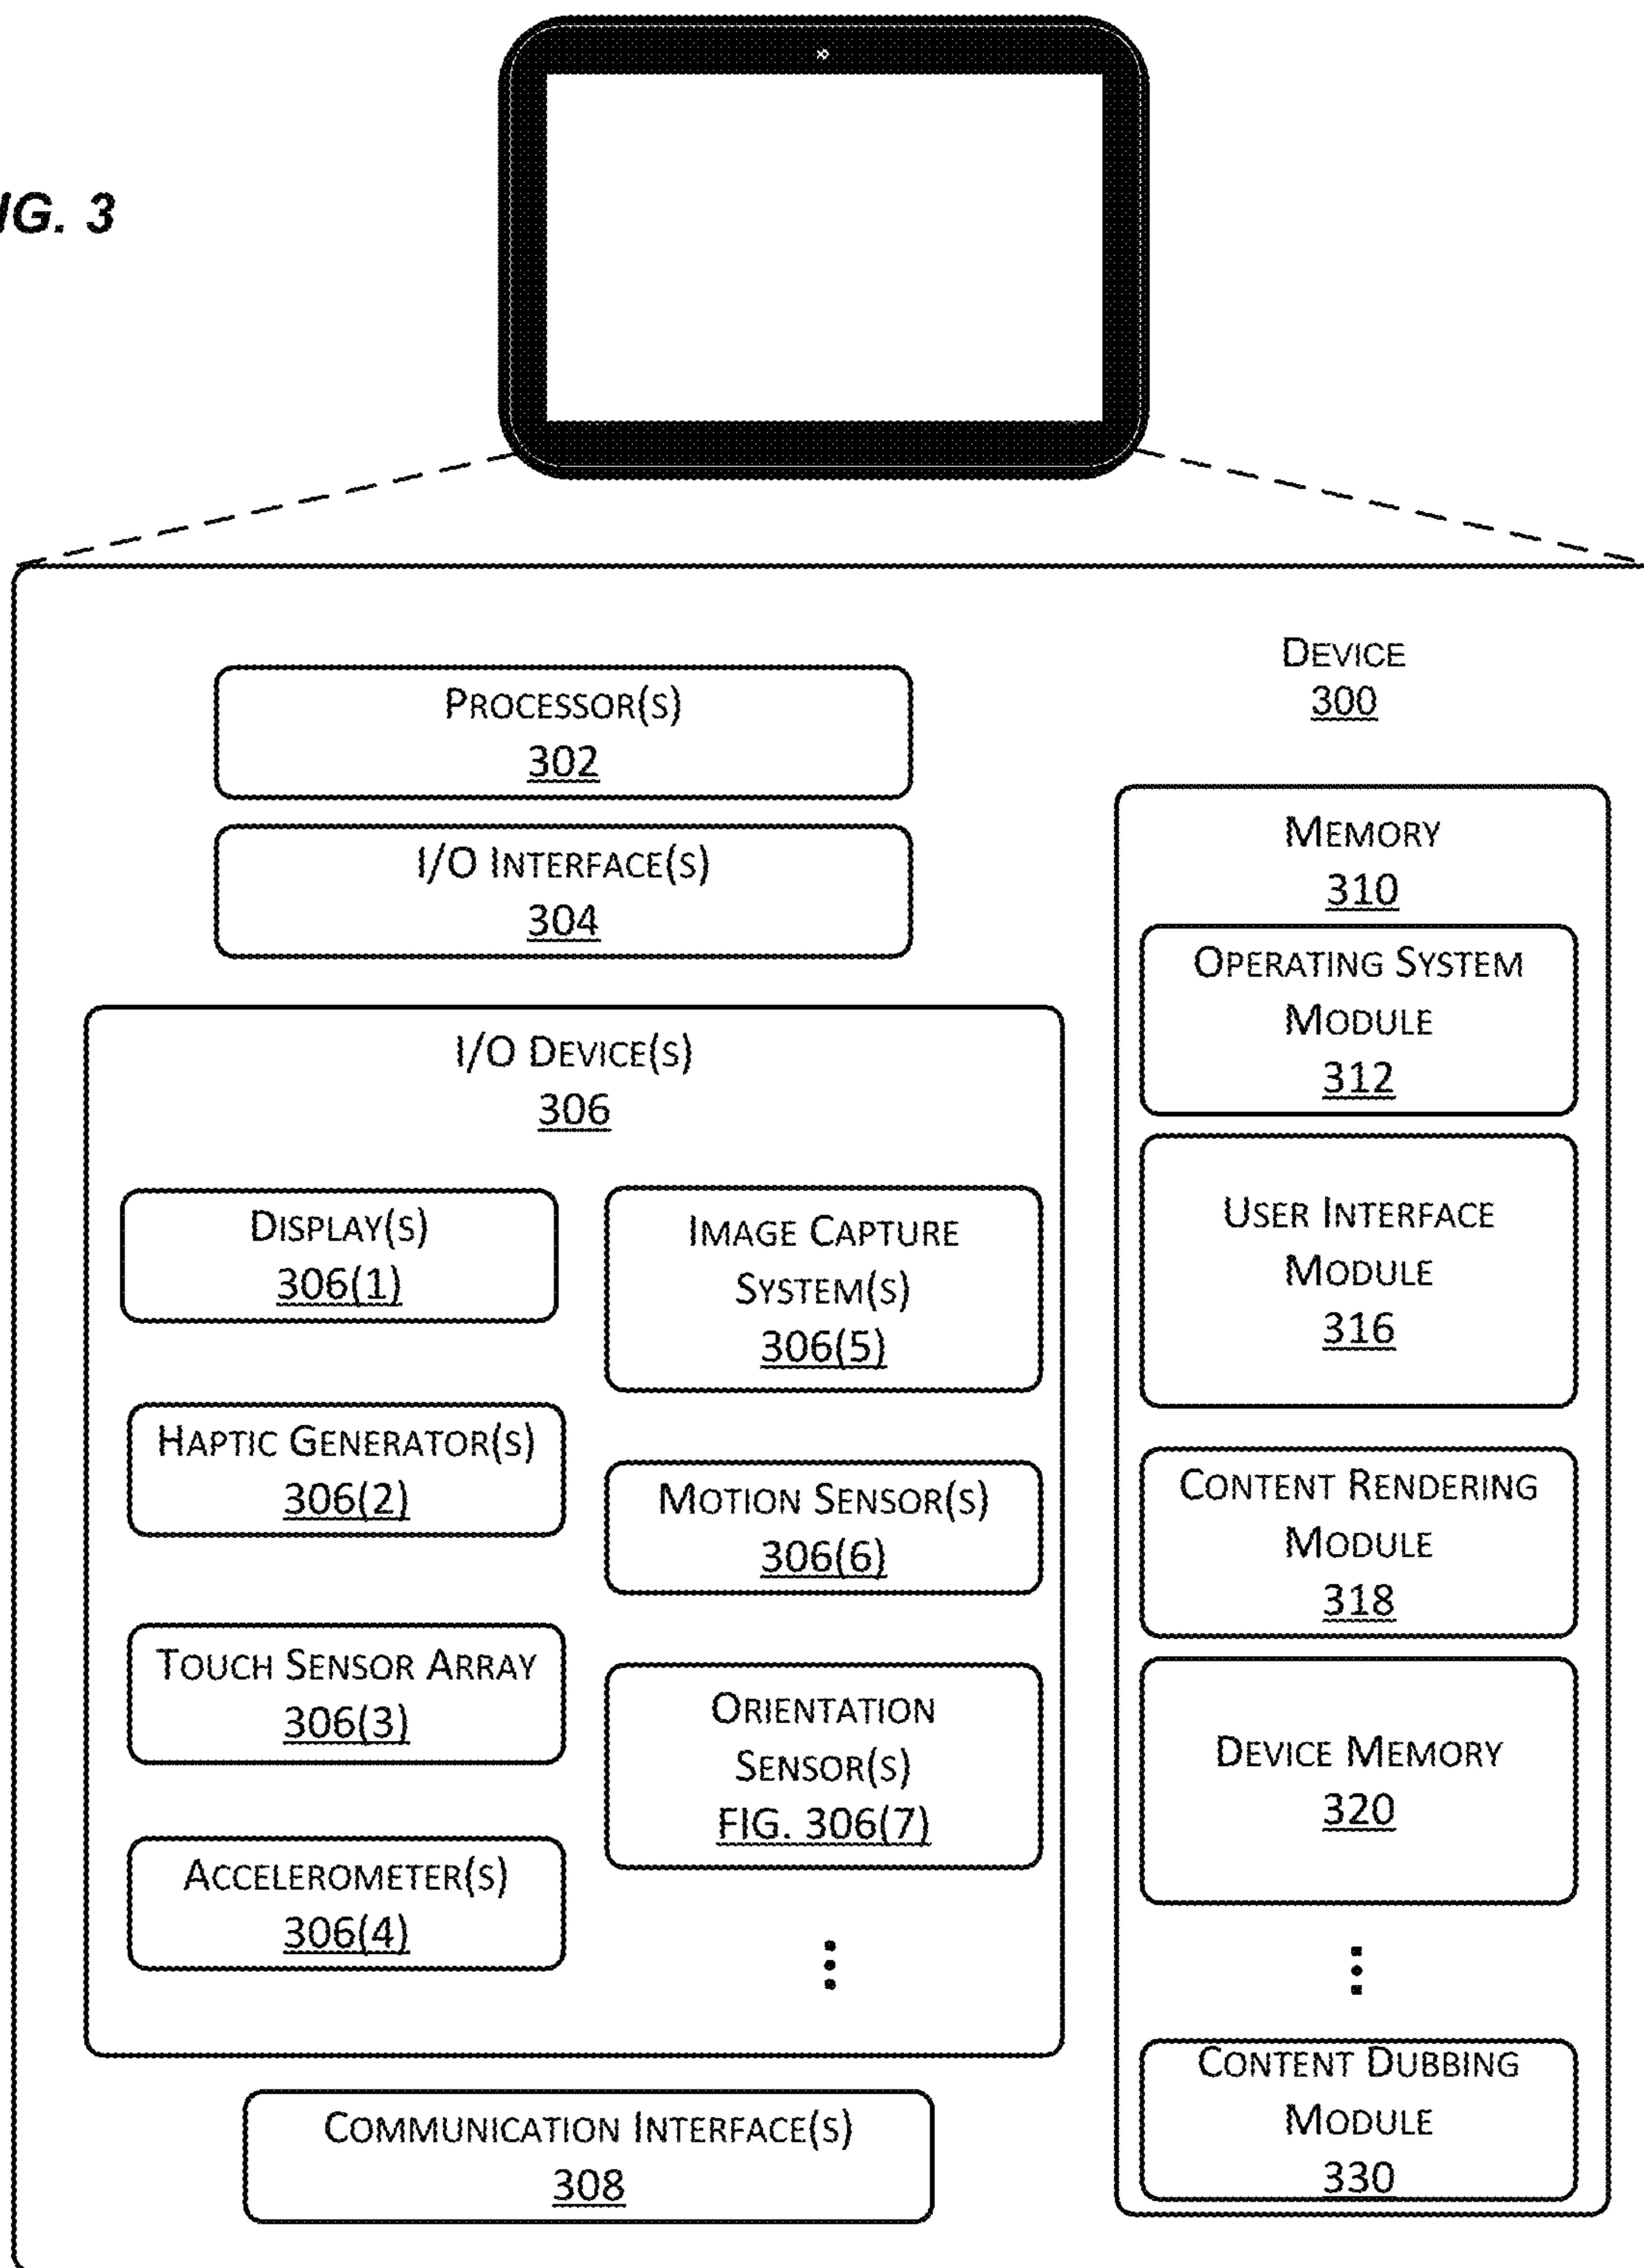 IG. 3
DEVICE
300
PROCESSOR(S)
302
I/O INTERFACE(S)
304
I/O DEVICE(S)
306
DISPLAY(S)
306(1)
HAPTIC GENERATOR(S)
306(2)
TOUCH SENSOR ARRAY
306(3)
ACCELEROMETER(S)
306(4)
IMAGE CAPTURE
SYSTEM(S)
306(5)
MOTION SENSOR(S)
306(6)
ORIENTATION
SENSOR(S)
FIG. 306(7)
COMMUNICATION INTERFACE(S)
308
MEMORY
310
OPERATING SYSTEM
MODULE
312
USER INTERFACE
MODULE
316
CONTENT RENDERING
MODULE
318
DEVICE MEMORY
320
CONTENT DUBBING
MODULE
330